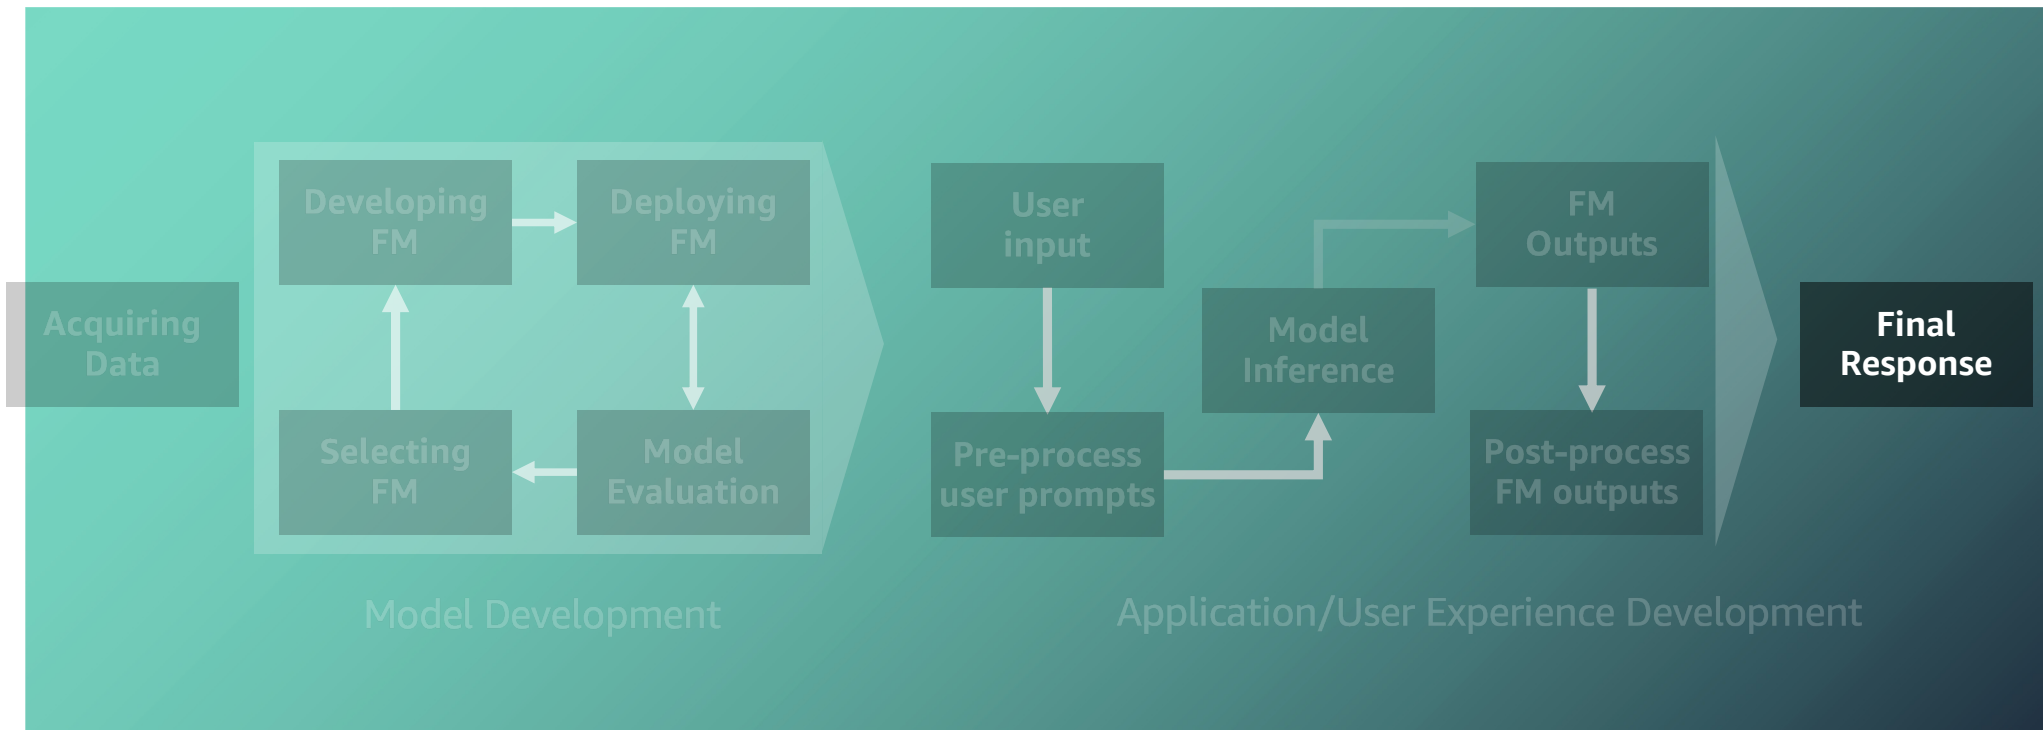 Acquiring
Data
Developing
FM
Deploying
FM
Selecting
FM
Model
Evaluation
Model Development
User
input
Pre-process
user prompts
Model
Inference
FM
Outputs
Post-process
FM outputs
Application/User Experience Development
Final
Response